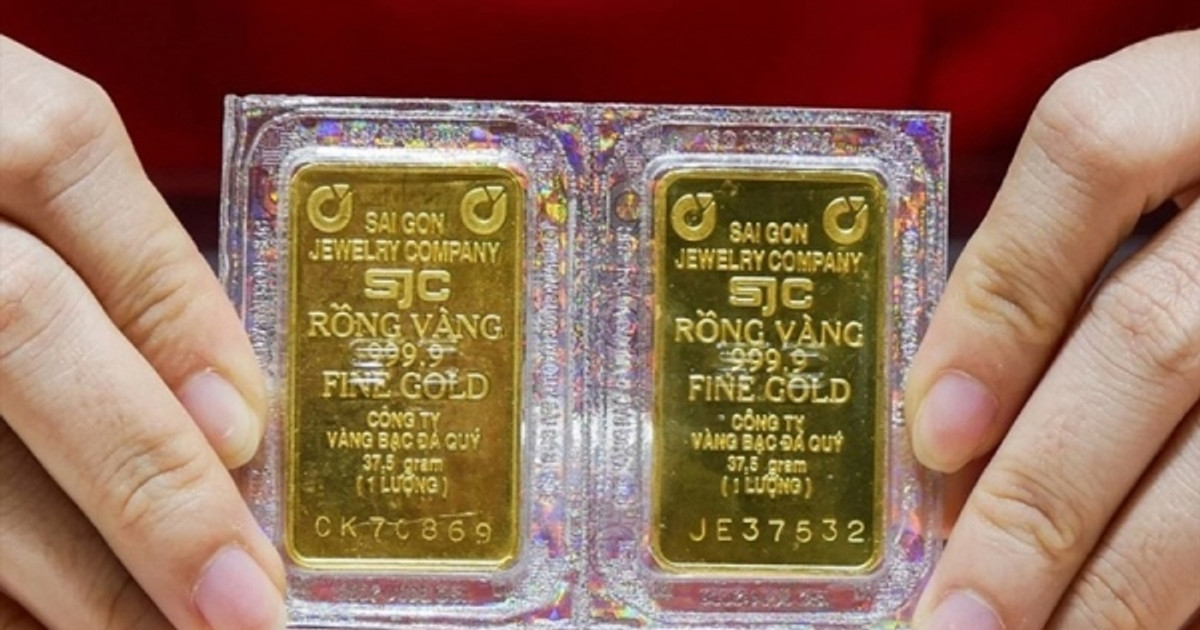 SAI GON
JEWELRY COMPANY
SJC
RỒNG VÀNG
999.9
FINE GOLD
CÔNG TY
VÀNG BẠC ĐÁ QUÝ
37,5 gram
( 1 LƯỢNG )
CK70869
SAI GON
JEWELRY COMPANY
SJC
RỒNG VÀNG
999.9
FINE GOLD
CÔNG TY
VÀNG BẠC ĐÁ QUÝ
37,5 gram
( 1 LƯỢNG )
JE37532